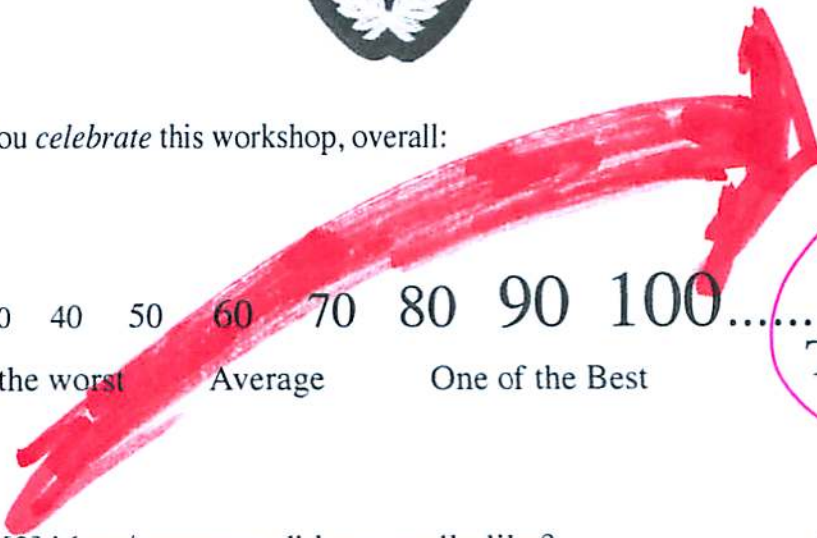 ou celebrate this workshop, overall:
0 40 50 60 70 80 90 100......
the worst Average One of the Best